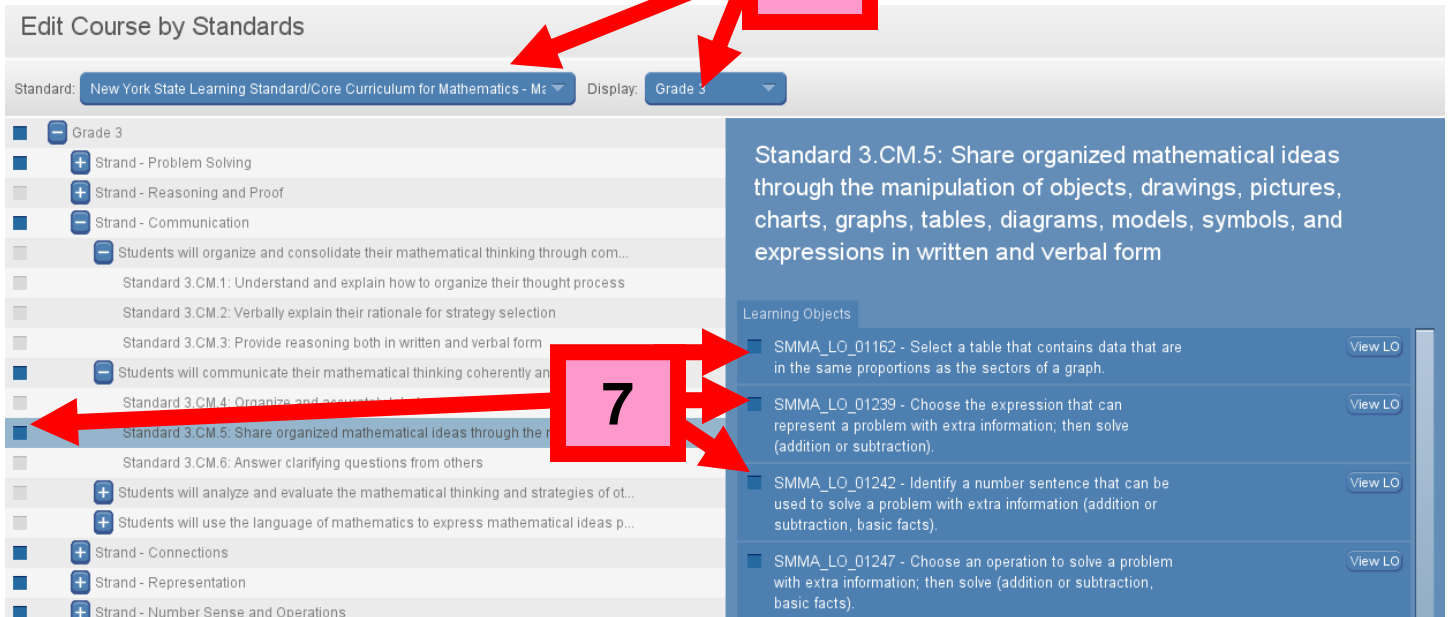 Edit Course by Standards
Standard: New York State Learning Standard/Core Curriculum for Mathematics - Ma Display: Grade 3
Grade 3
Strand - Problem Solving
Strand - Reasoning and Proof
Strand - Communication
Students will organize and consolidate their mathematical thinking through com...
Standard 3.CM.1: Understand and explain how to organize their thought process
Standard 3.CM.2: Verbally explain their rationale for strategy selection
Standard 3.CM.3: Provide reasoning both in written and verbal form
Students will communicate their mathematical thinking coherently an
Standard 3.CM.4: Organize and accurately
Standard 3.CM.5: Share organized mathematical ideas through the
Standard 3.CM.6: Answer clarifying questions from others
Students will analyze and evaluate the mathematical thinking and strategies of ot...
Students will use the language of mathematics to express mathematical ideas p...
Strand - Connections
Strand - Representation
Strand - Number Sense and Operations
7
Standard 3.CM.5: Share organized mathematical ideas
through the manipulation of objects, drawings, pictures,
charts, graphs, tables, diagrams, models, symbols, and
expressions in written and verbal form
Learning Objects
SMMA_LO_01162 - Select a table that contains data that are
in the same proportions as the sectors of a graph.
View LO
SMMA_LO_01239 - Choose the expression that can
represent a problem with extra information; then solve
(addition or subtraction).
View LO
SMMA_LO_01242 - Identify a number sentence that can be
used to solve a problem with extra information (addition or
subtraction, basic facts).
View LO
SMMA_LO_01247 - Choose an operation to solve a problem
with extra information; then solve (addition or subtraction,
basic facts).
View LO